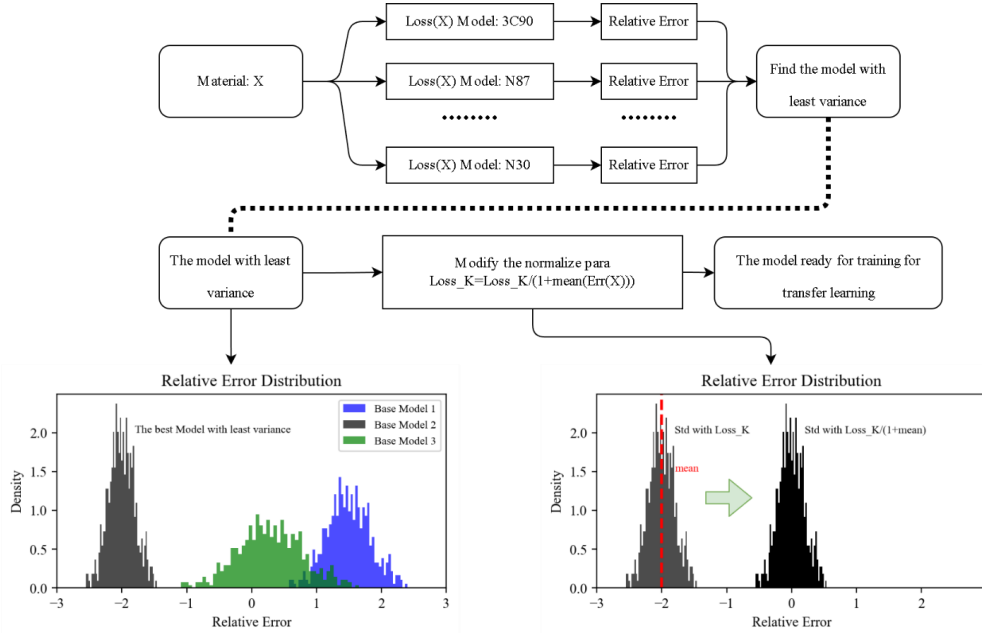 Material: X
Loss(X) Model: 3C90
Relative Error
Loss(X) Model: N87
Relative Error
Loss(X) Model: N30
Relative Error
Find the model with
least variance
The model with least
variance
Modify the normalize para
Loss_K=Loss_K/(1+mean(Err(X)))
The model ready for training for
transfer learning
Relative Error Distribution
Density
2.0
1.5
1.0
0.5
0.0
The best Model with least variance
Base Model 1
Base Model 2
Base Model 3
−3 −2 −1 0 1 2 3
Relative Error
Relative Error Distribution
Density
2.0
1.5
1.0
0.5
0.0
Std with Loss_K
mean
Std with Loss_K/(1+mean)
−3 −2 −1 0 1 2
Relative Error